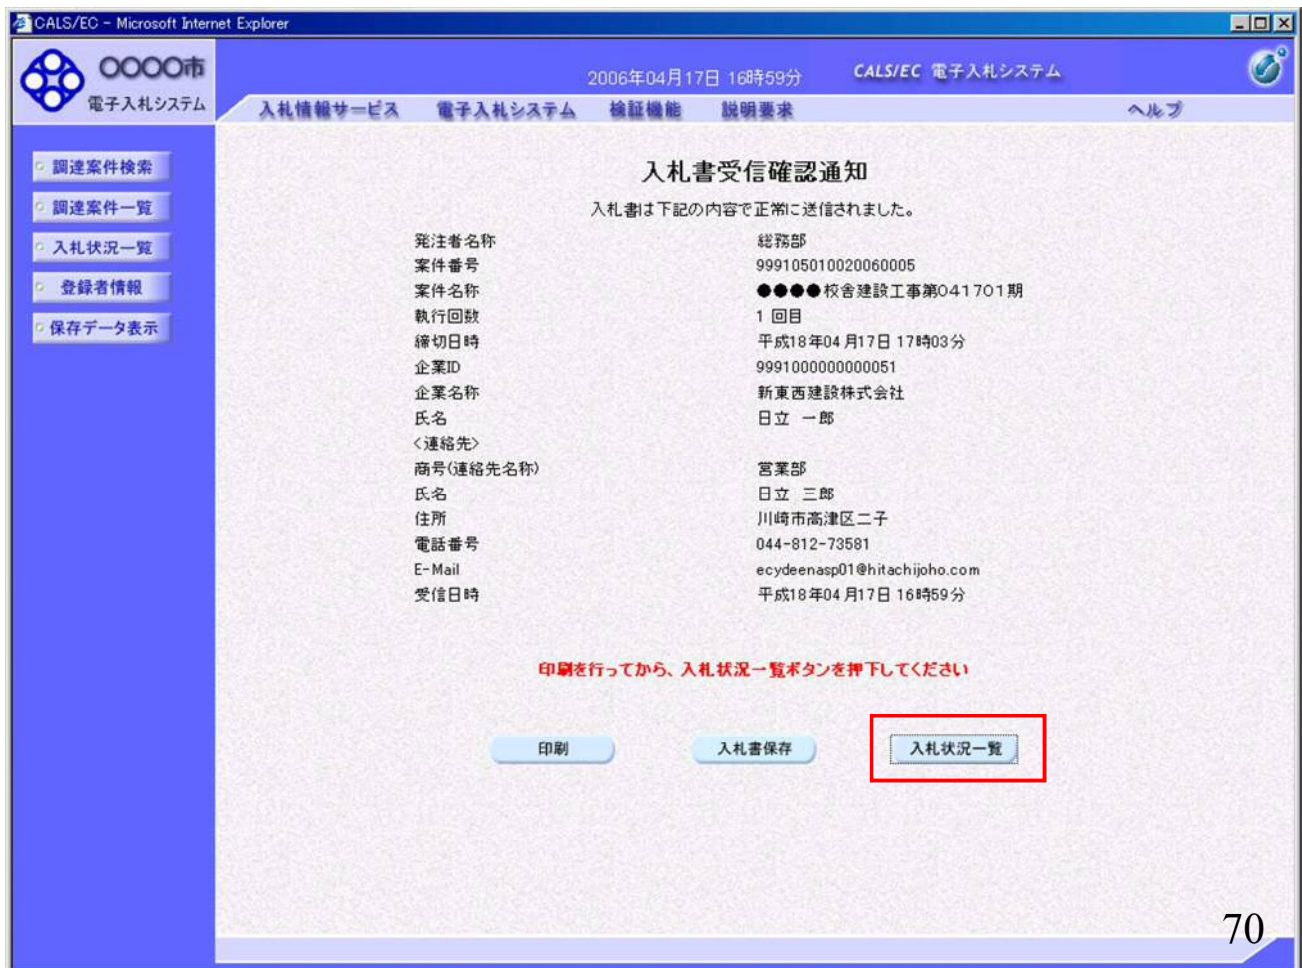 CALS/EC - Microsoft Internet Explorer
〇〇〇〇市
電子入札システム
2006年04月17日 16時59分
CALS/EC 電子入札システム
入札情報サービス 電子入札システム 検証機能 説明要求 ヘルプ
調達案件検索
調達案件一覧
入札状況一覧
登録者情報
保存データ表示
入札書受信確認通知
入札書は下記の内容で正常に送信されました。
発注者名称 総務部
案件番号 999105010020060005
案件名称 ●●●●校舎建設工事第041701期
執行回数 1 回目
締切日時 平成18年04月17日 17時03分
企業ID 9991000000000051
企業名称 新東西建設株式会社
氏名 日立 一郎
<連絡先>
商号(連絡先名称) 営業部
氏名 日立 三郎
住所 川崎市高津区二子
電話番号 044-812-73581
E-Mail ecydeenasp01@hitachijoho.com
受信日時 平成18年04月17日 16時59分
印刷を行ってから、入札状況一覧ボタンを押下してください
印刷 入札書保存 入札状況一覧
70